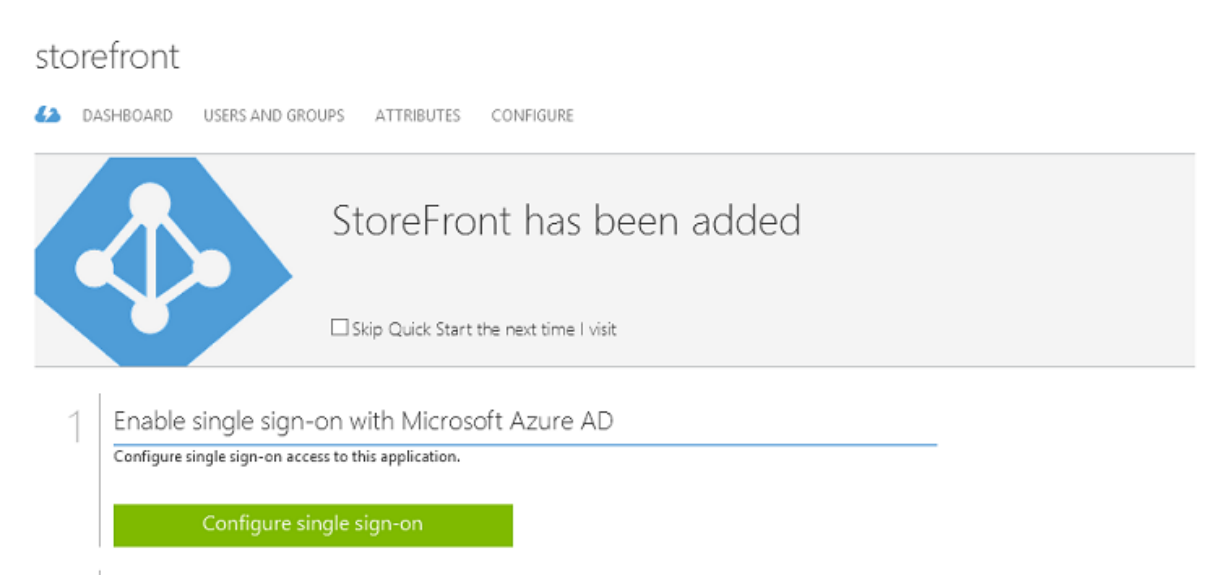 storefront
DASHBOARD USERS AND GROUPS ATTRIBUTES CONFIGURE
StoreFront has been added
Skip Quick Start the next time I visit
1 Enable single sign-on with Microsoft Azure AD
Configure single sign-on access to this application.
Configure single sign-on